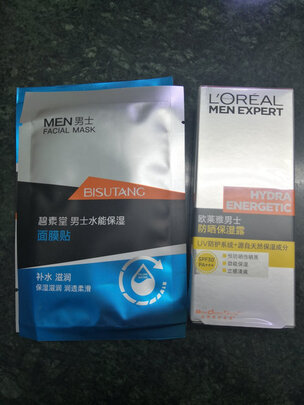 MEN 男士
FACIAL MASK
BISUTANG
碧素堂 男士水能保湿
面膜贴
补水 滋润
保湿滋润 润透柔滑
L'ORÉAL
MEN EXPERT
HYDRA
ENERGETIC
欧莱雅男士
防晒保湿露
UV防护系统+源自天然保湿成分
SPF30
PA+++